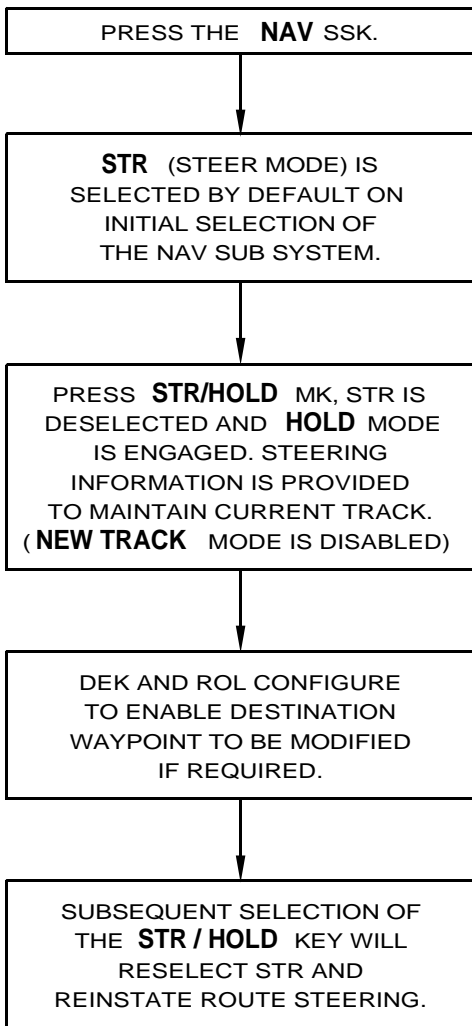 PRESS THE NAV SSK.
STR (STEER MODE) IS
SELECTED BY DEFAULT ON
INITIAL SELECTION OF
THE NAV SUB SYSTEM.
PRESS STR/HOLD MK, STR IS
DESELECTED AND HOLD MODE
IS ENGAGED. STEERING
INFORMATION IS PROVIDED
TO MAINTAIN CURRENT TRACK.
( NEW TRACK MODE IS DISABLED)
DEK AND ROL CONFIGURE
TO ENABLE DESTINATION
WAYPOINT TO BE MODIFIED
IF REQUIRED.
SUBSEQUENT SELECTION OF
THE STR / HOLD KEY WILL
RESELECT STR AND
REINSTATE ROUTE STEERING.